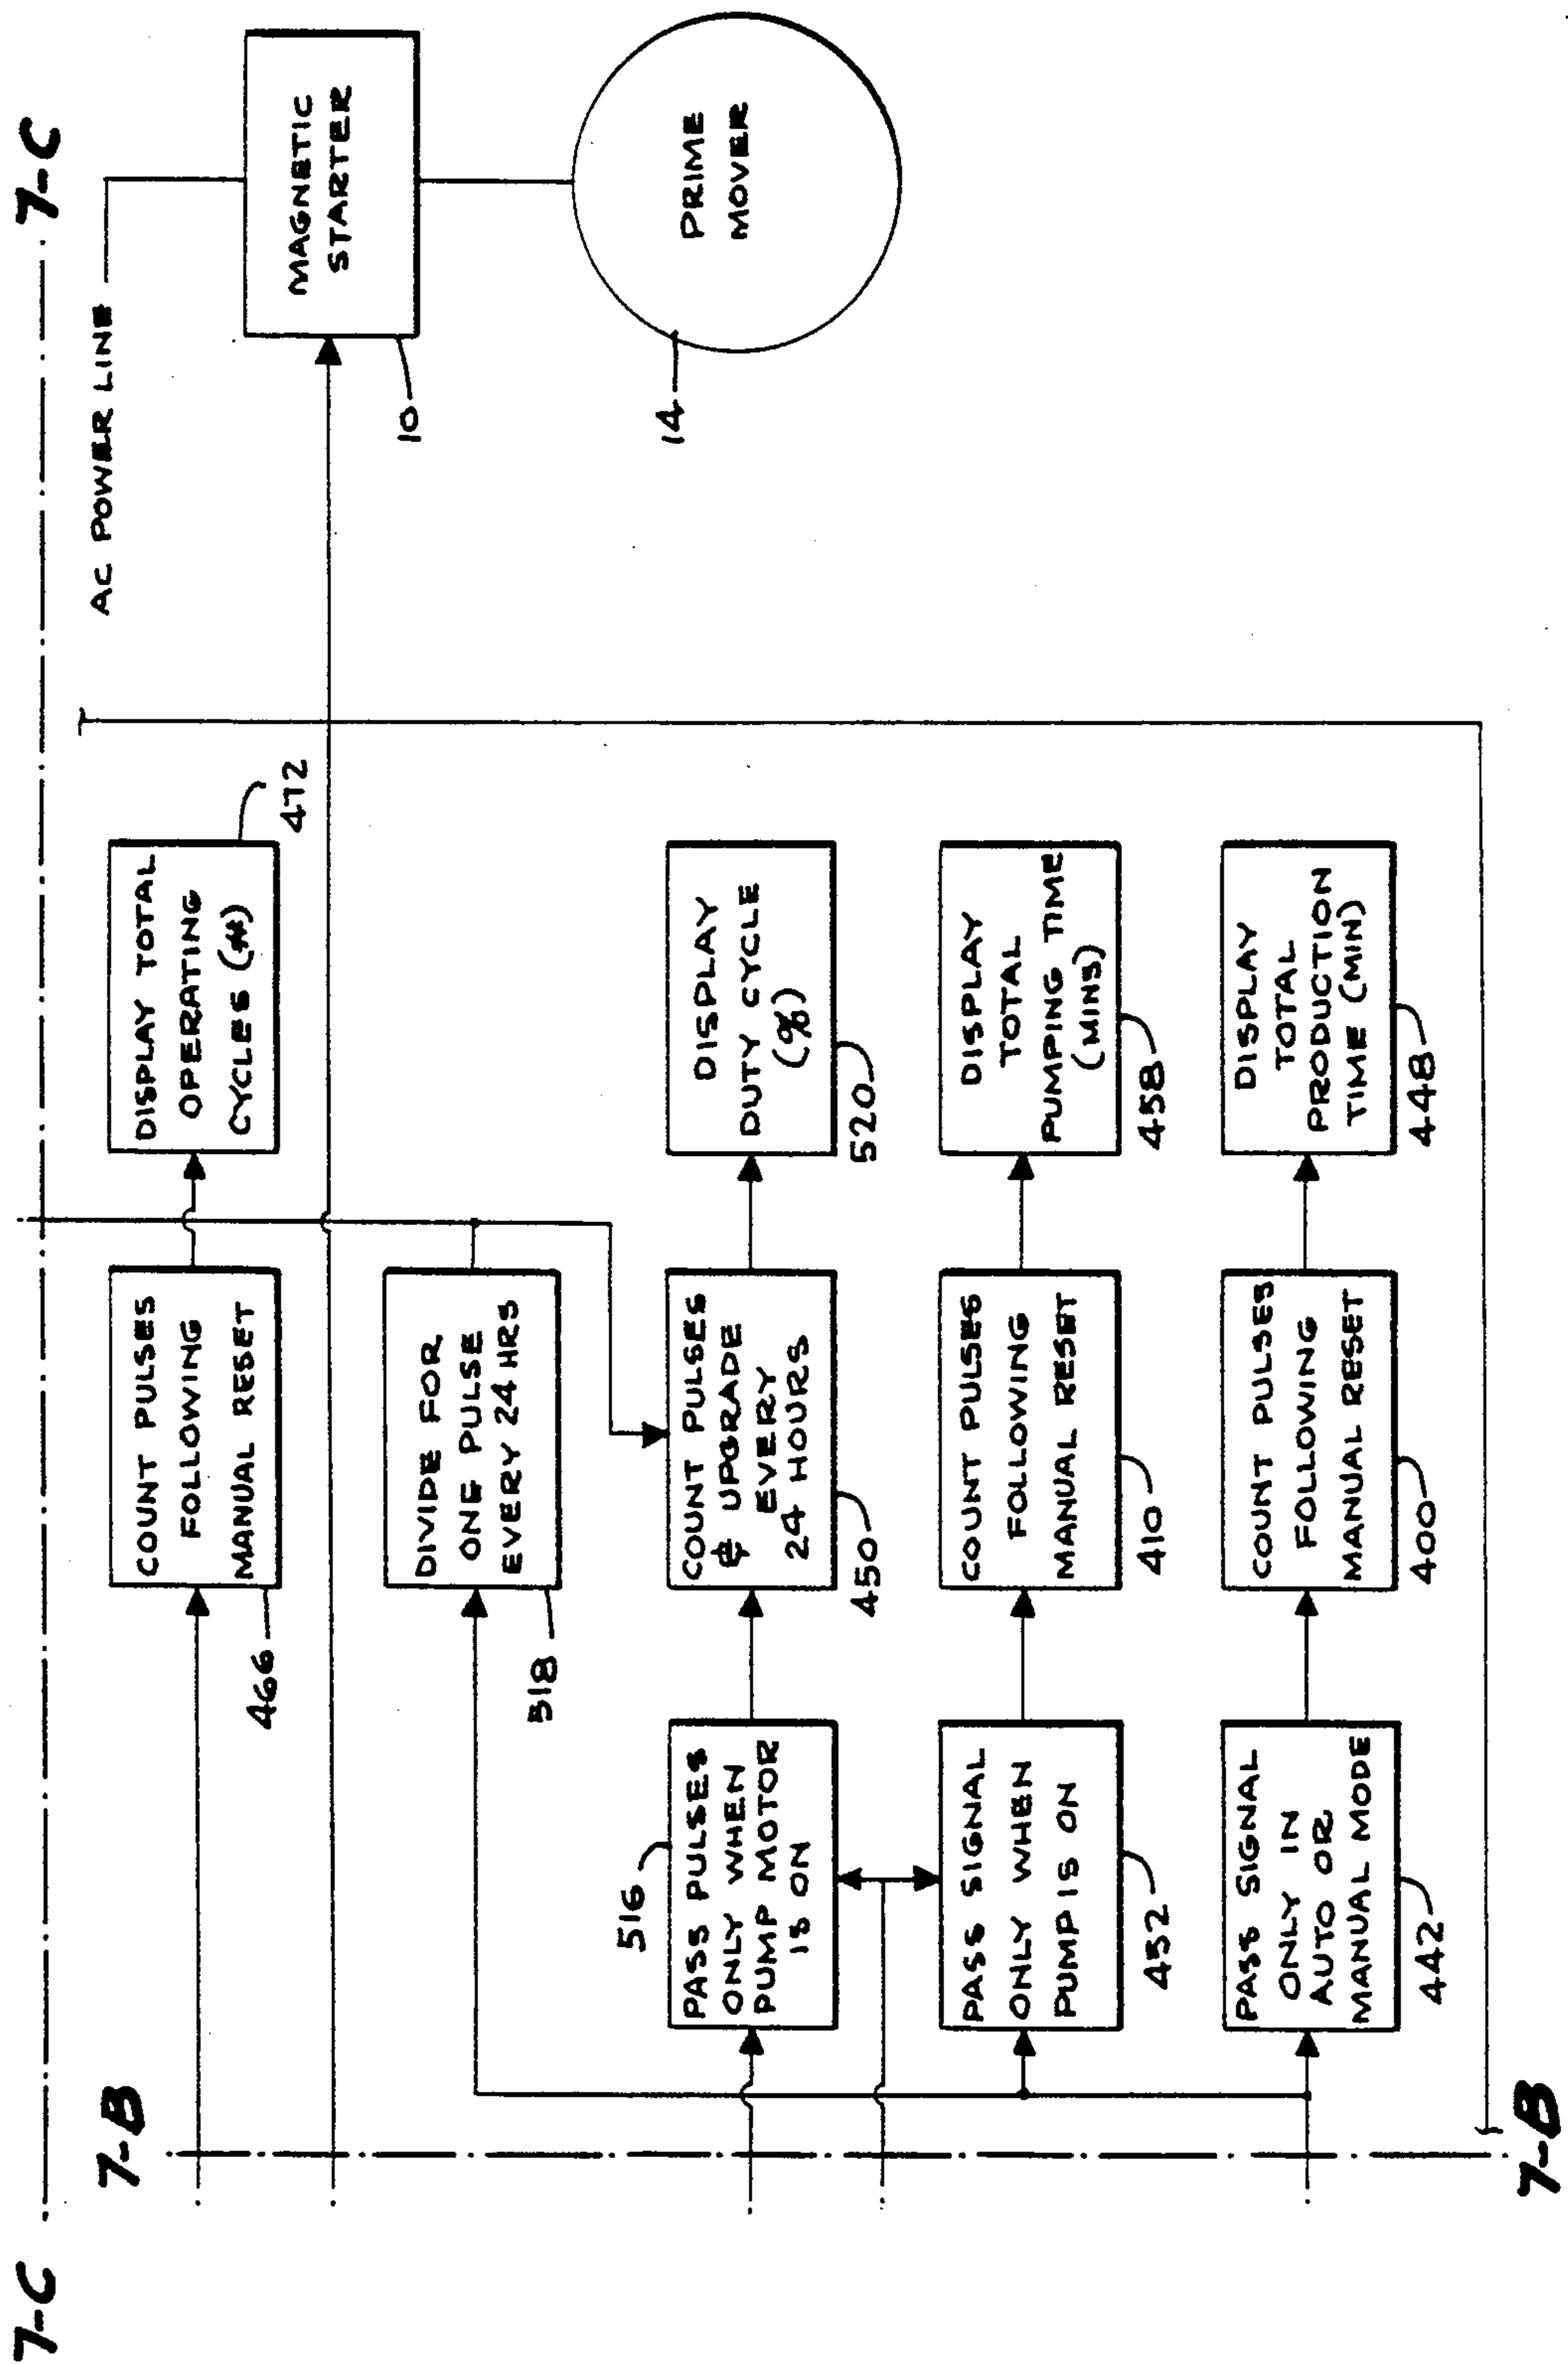 7-C
7-C
7-B
AC POWER LINE
COUNT PULSES
FOLLOWING
MANUAL RESET
466
DISPLAY TOTAL
OPERATING
CYCLES (#)
472
MAGNETIC
STARTER
10
DIVIDE FOR
ONE PULSE
EVERY 24 HRS
518
PRIME
MOVER
14
516
PASS PULSES
ONLY WHEN
PUMP MOTOR
IS ON
COUNT PULSES
& UPGRADE
EVERY
24 HOURS
450
DISPLAY
DUTY CYCLE
(%)
520
PASS SIGNAL
ONLY WHEN
PUMP IS ON
452
COUNT PULSES
FOLLOWING
MANUAL RESET
410
DISPLAY
TOTAL
PUMPING TIME
(MINS)
458
PASS SIGNAL
ONLY IN
AUTO OR
MANUAL MODE
442
COUNT PULSES
FOLLOWING
MANUAL RESET
400
DISPLAY
TOTAL
PRODUCTION
TIME (MIN)
448
7-B